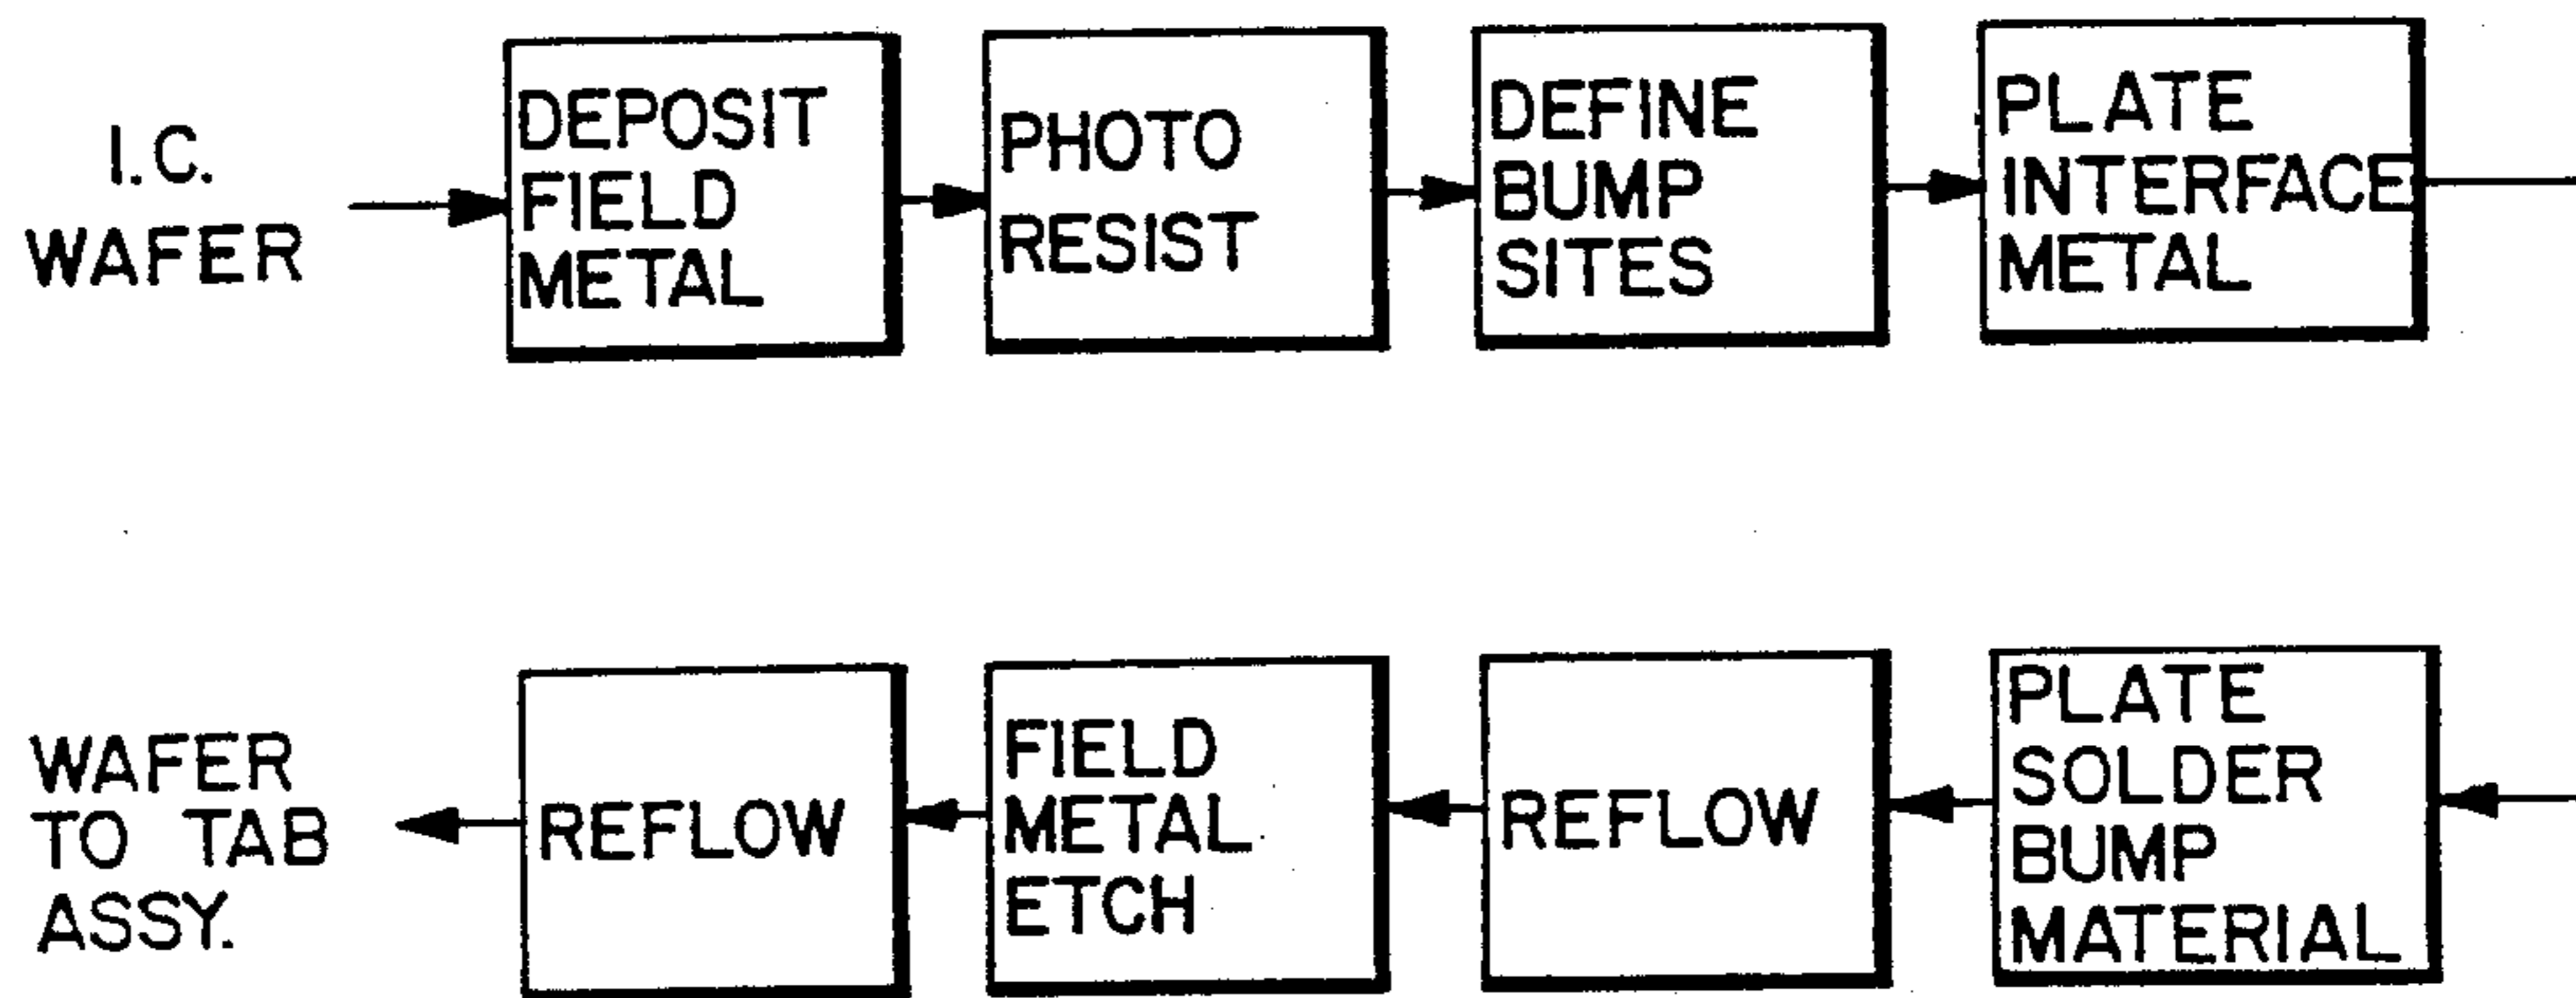 I.C.
WAFER
DEPOSIT
FIELD
METAL
PHOTO
RESIST
DEFINE
BUMP
SITES
PLATE
INTERFACE
METAL
PLATE
SOLDER
BUMP
MATERIAL
REFLOW
FIELD
METAL
ETCH
REFLOW
WAFER
TO TAB
ASSY.